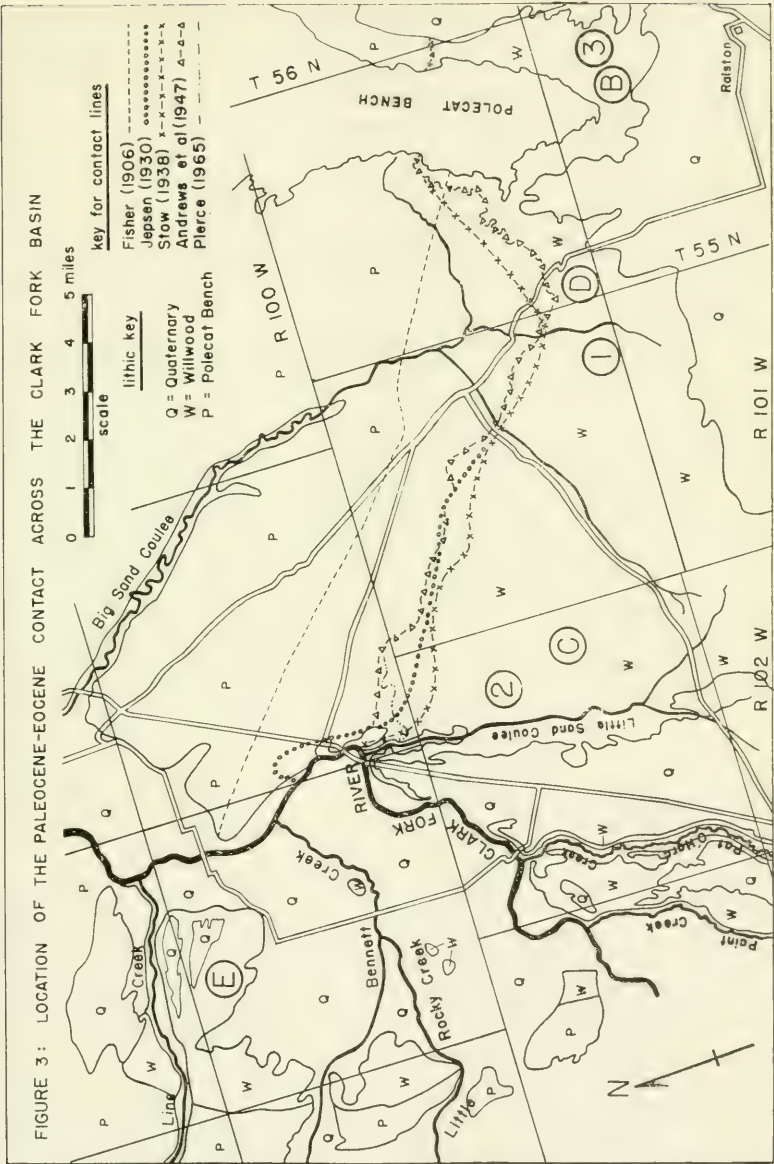 FIGURE 3: LOCATION OF THE PALEOCENE-EOCENE CONTACT ACROSS THE CLARK FORK BASIN
0 1 2 3 4 5 miles
scale
key for contact lines
Fisher (1906) ----------
Jepsen (1930) ••••••••••••
Stow (1938) x-x-x-x-x-x-x
Andrews et al (1947) Δ-Δ-Δ
Pierce (1965) — — — —
lithic key
Q = Quaternary
W = Willwood
P = Polecat Bench
Big Sand Coulee
R 100 W
T 56 N
POLECAT BENCH
P
Q
W
3
B
Ralston
Q
T 55 N
W
D
1
Q
R 101 W
P
P
P
P
P
P
W
W
W
C
2
Little Sand Coulee
W
W
R 102 W
Q
Q
Q
P
P
Line Creek
Q
Q
Q
Q
E
W
W
P
Q
Q
Bennett Creek
W
Q
Q
W
P
Q
Little Rocky Creek
Q
W
P
Q
P
W
CLARK FORK RIVER
Q
Q
W
W
Pat O'Hara Creek
Paint Creek
W
N